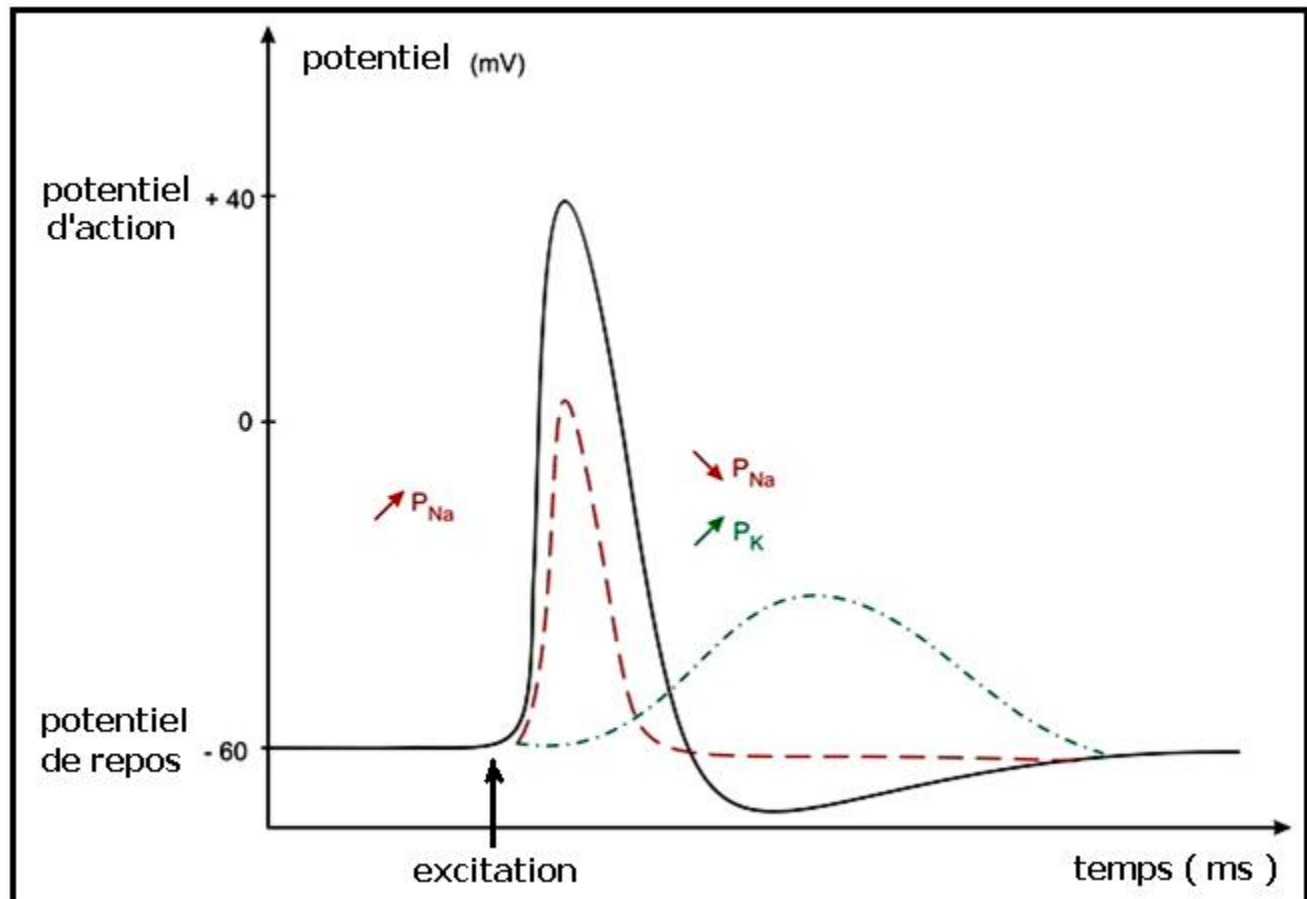 potentiel (mV)
potentiel
d'action
+ 40
0
P_Na
P_Na
P_K
potentiel
de repos
- 60
excitation
temps ( ms )